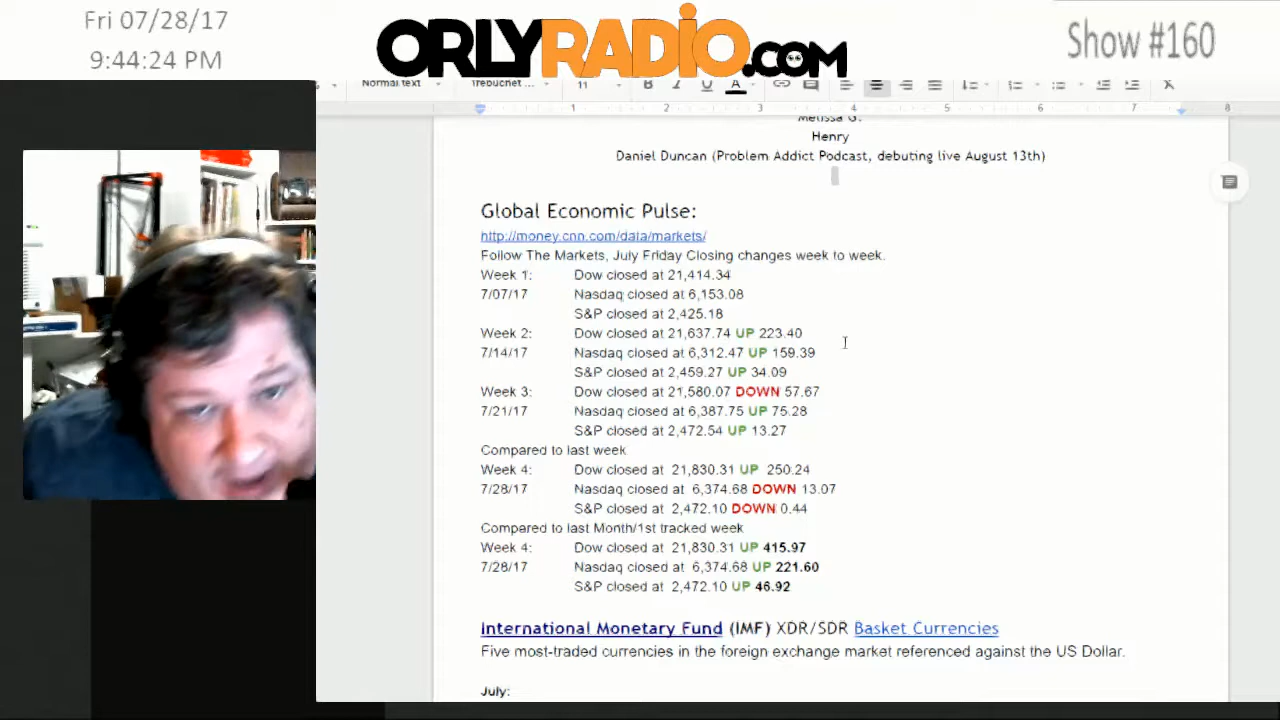 Fri 07/28/17
9:44:24 PM
ORLYRADIO.COM
Show #160
Normal text
Trebuchet ...
11
B I U A
1 2 3 4 5 6 7 8
Melissa G.
Henry
Daniel Duncan (Problem Addict Podcast, debuting live August 13th)
Global Economic Pulse:
http://money.cnn.com/data/markets/
Follow The Markets, July Friday Closing changes week to week.
Week 1: Dow closed at 21,414.34
7/07/17 Nasdaq closed at 6,153.08
S&P closed at 2,425.18
Week 2: Dow closed at 21,637.74 UP 223.40
7/14/17 Nasdaq closed at 6,312.47 UP 159.39
S&P closed at 2,459.27 UP 34.09
Week 3: Dow closed at 21,580.07 DOWN 57.67
7/21/17 Nasdaq closed at 6,387.75 UP 75.28
S&P closed at 2,472.54 UP 13.27
Compared to last week
Week 4: Dow closed at 21,830.31 UP 250.24
7/28/17 Nasdaq closed at 6,374.68 DOWN 13.07
S&P closed at 2,472.10 DOWN 0.44
Compared to last Month/1st tracked week
Week 4: Dow closed at 21,830.31 UP 415.97
7/28/17 Nasdaq closed at 6,374.68 UP 221.60
S&P closed at 2,472.10 UP 46.92
International Monetary Fund (IMF) XDR/SDR Basket Currencies
Five most-traded currencies in the foreign exchange market referenced against the US Dollar.
July: